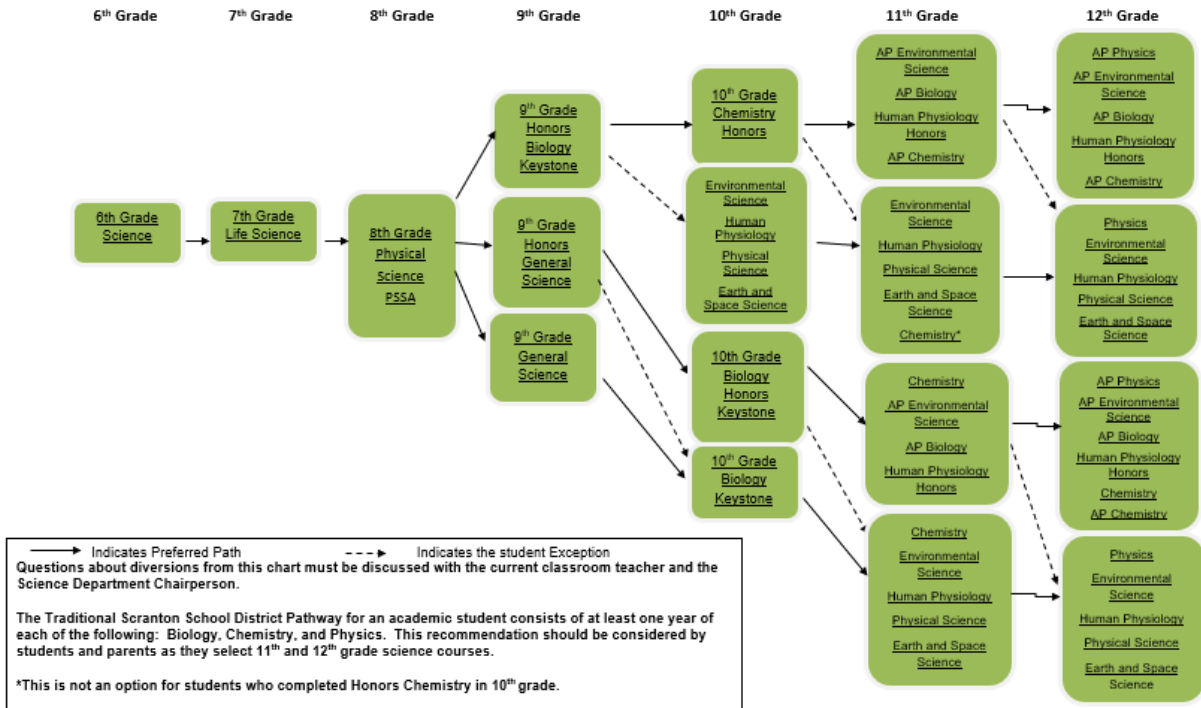 6th Grade
7th Grade
8th Grade
9th Grade
10th Grade
11th Grade
12th Grade
6th Grade
Science
7th Grade
Life Science
8th Grade
Physical
Science
PSSA
9th Grade
Honors
Biology
Keystone
9th Grade
Honors
General
Science
9th Grade
General
Science
10th Grade
Chemistry
Honors
Environmental
Science
Human
Physiology
Physical
Science
Earth and
Space Science
10th Grade
Biology
Honors
Keystone
10th Grade
Biology
Keystone
AP Environmental
Science
AP Biology
Human Physiology
Honors
AP Chemistry
Environmental
Science
Human Physiology
Physical Science
Earth and Space
Science
Chemistry*
Chemistry
AP Environmental
Science
AP Biology
Human Physiology
Honors
Chemistry
Environmental
Science
Human Physiology
Physical Science
Earth and Space
Science
AP Physics
AP Environmental
Science
AP Biology
Human Physiology
Honors
AP Chemistry
Physics
Environmental
Science
Human Physiology
Physical Science
Earth and Space
Science
AP Physics
AP Environmental
Science
AP Biology
Human Physiology
Honors
Chemistry
AP Chemistry
Physics
Environmental
Science
Human Physiology
Physical Science
Earth and Space
Science
Indicates Preferred Path
Indicates the student Exception
Questions about diversions from this chart must be discussed with the current classroom teacher and the
Science Department Chairperson.
The Traditional Scranton School District Pathway for an academic student consists of at least one year of
each of the following: Biology, Chemistry, and Physics. This recommendation should be considered by
students and parents as they select 11th and 12th grade science courses.
*This is not an option for students who completed Honors Chemistry in 10th grade.